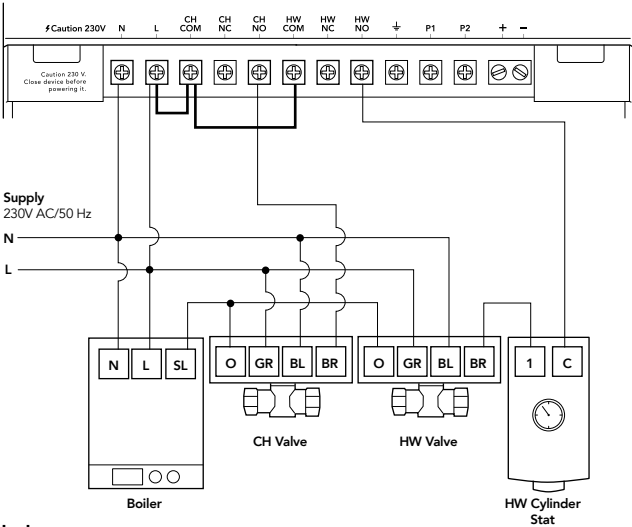 ⚡Caution 230V N L CH COM CH NC CH NO HW COM HW NC HW NO ⏚ P1 P2 + −
Caution 230 V.
Close device before
powering it.
Supply
230V AC/50 Hz
N
L
N L SL O GR BL BR O GR BL BR 1 C
CH Valve
HW Valve
Boiler
HW Cylinder
Stat